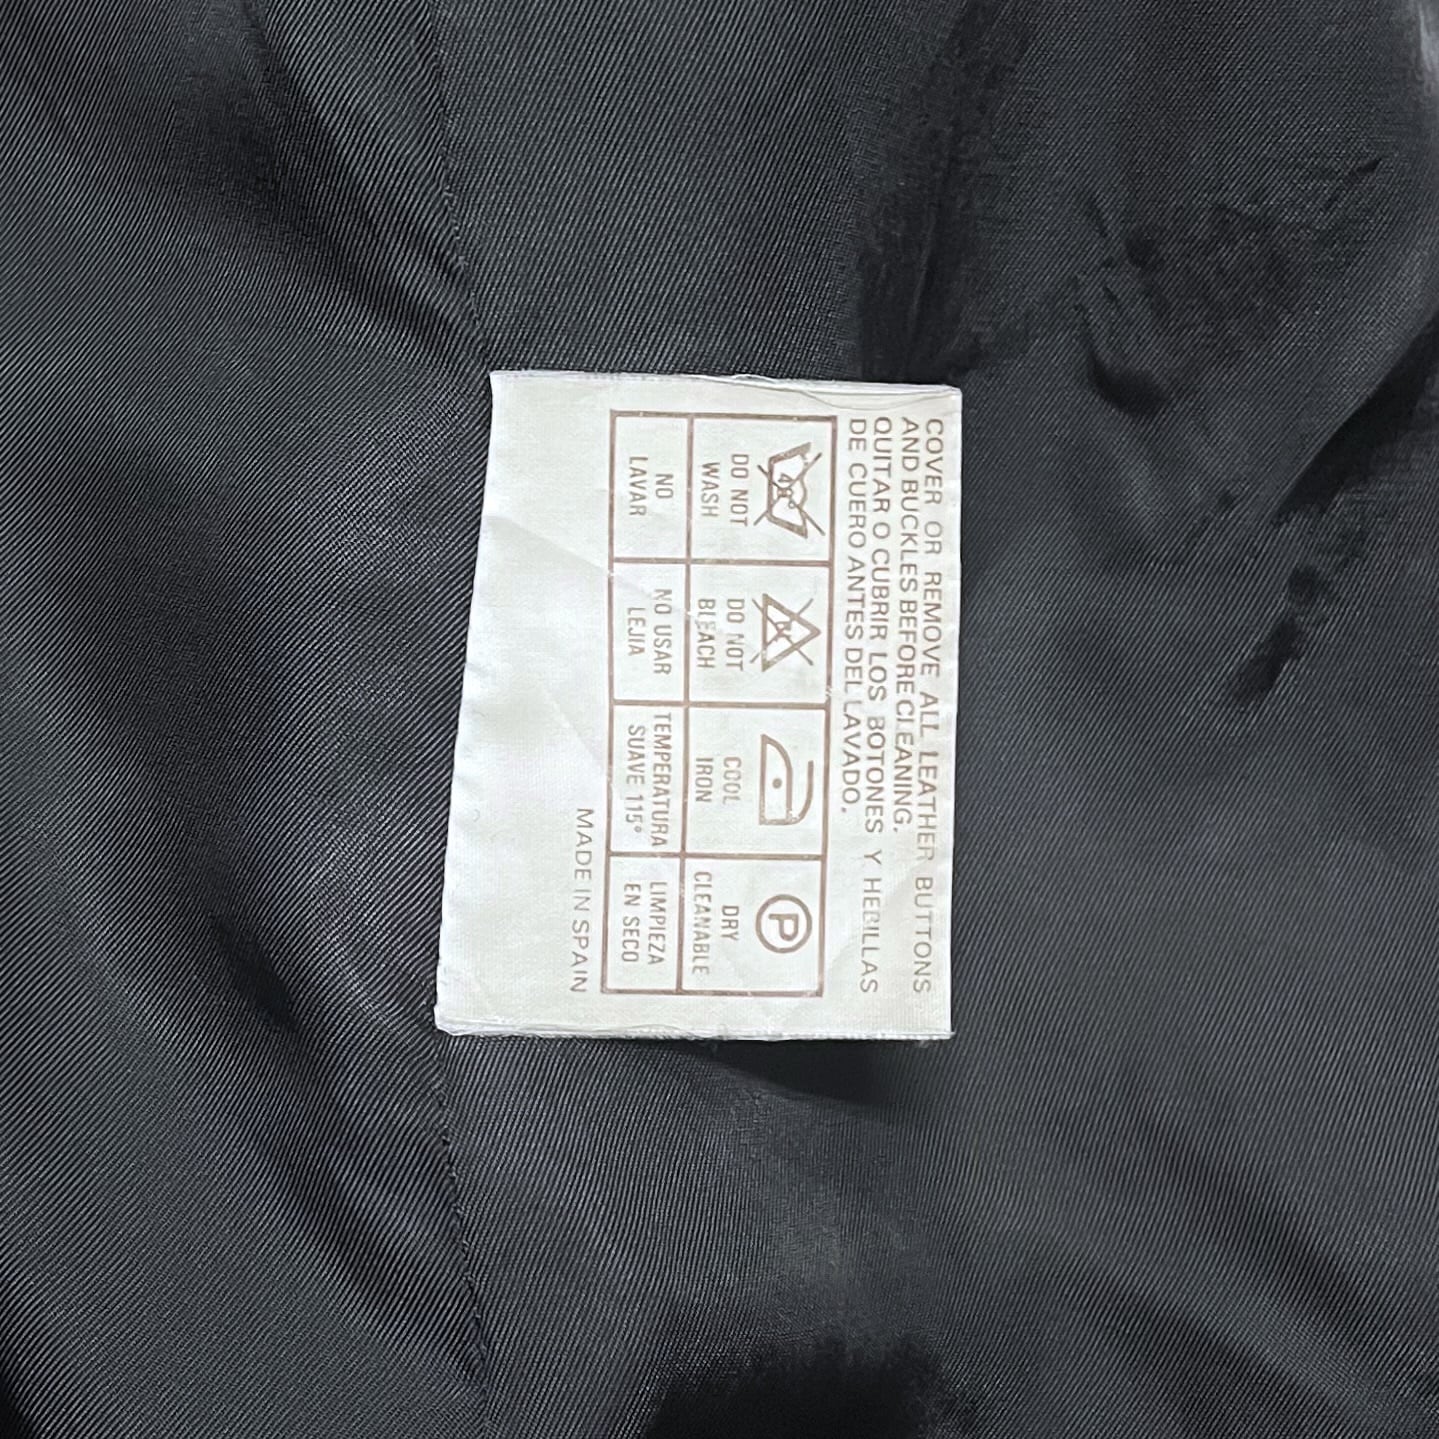 COVER OR REMOVE ALL LEATHER BUTTONS
AND BUCKLES BEFORE CLEANING.
QUITAR O CUBRIR LOS BOTONES Y HEBILLAS
DE CUERO ANTES DEL LAVADO.
P
DO NOT
WASH
DO NOT
BLEACH
COOL
IRON
DRY
CLEANABLE
NO
LAVAR
NO USAR
LEJIA
TEMPERATURA
SUAVE 115°
LIMPIEZA
EN SECO
MADE IN SPAIN